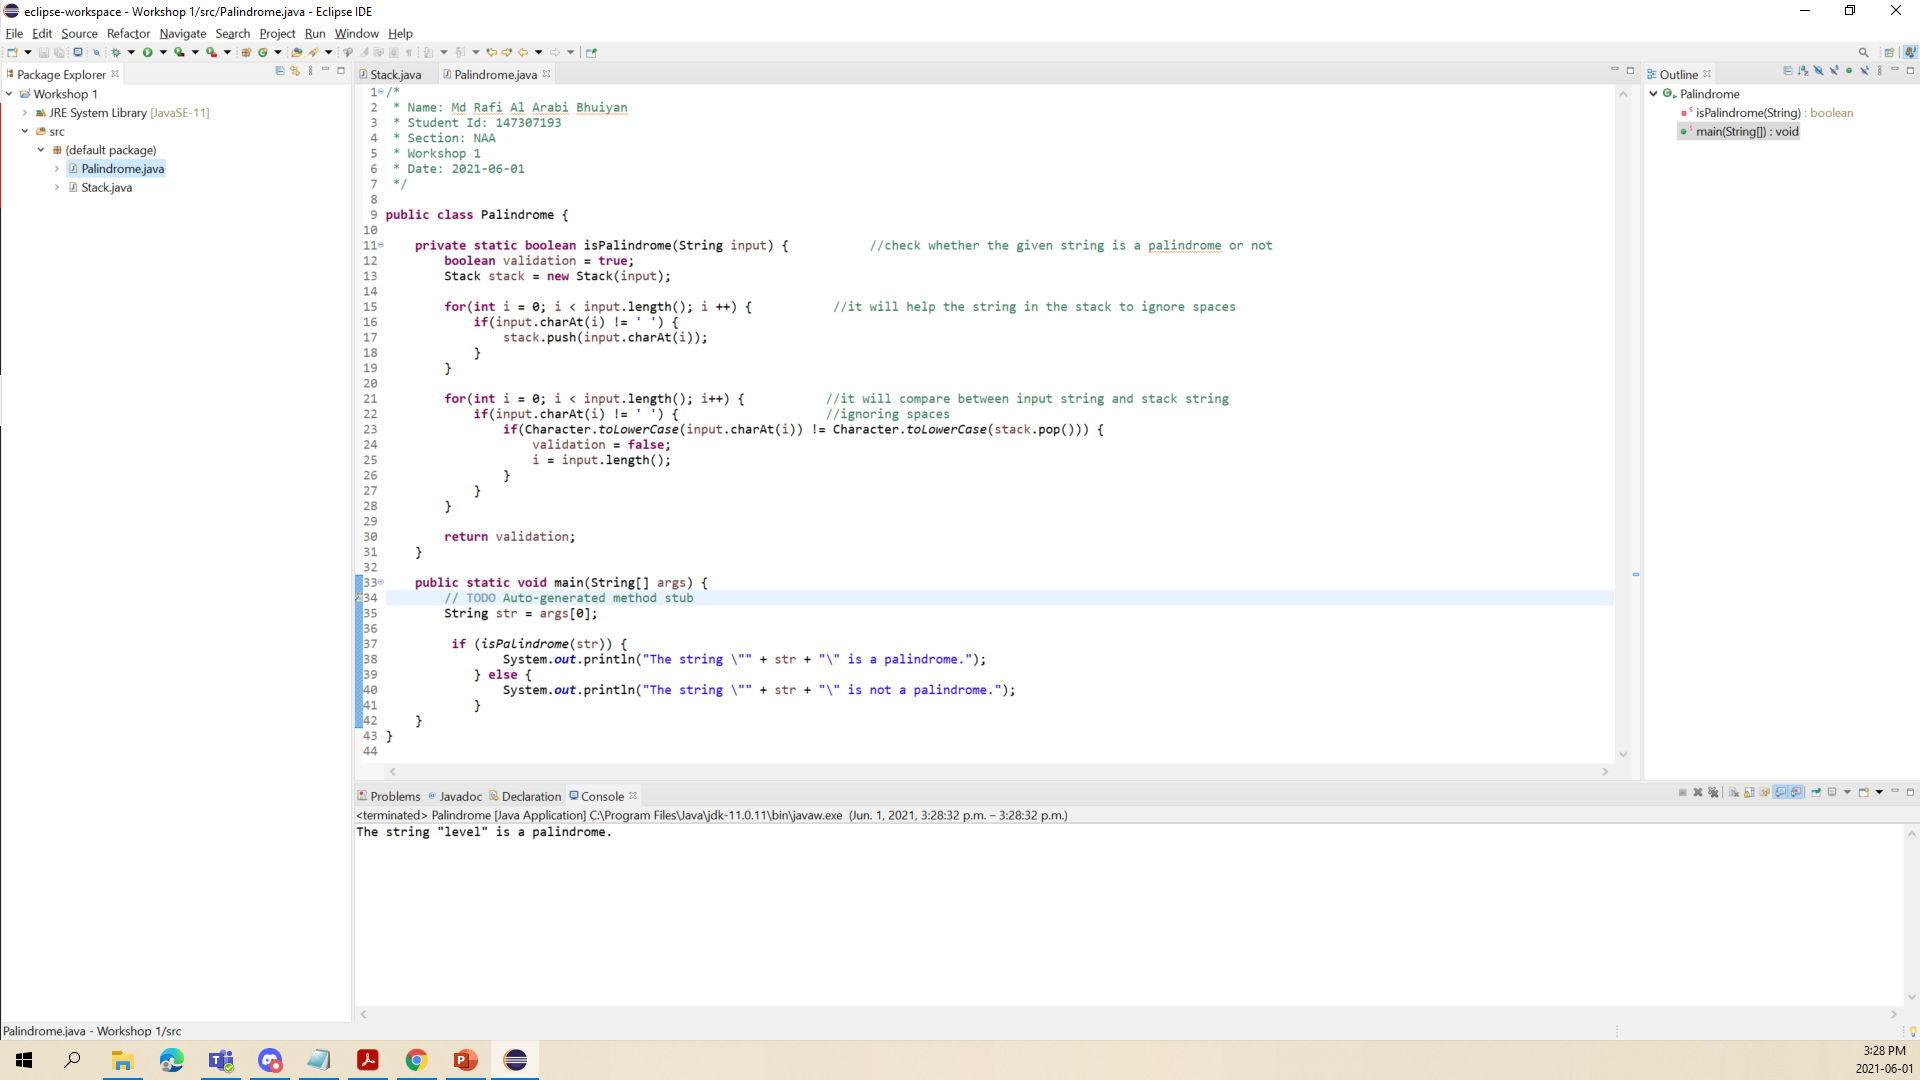 eclipse-workspace - Workshop 1/src/Palindrome.java - Eclipse IDE
File Edit Source Refactor Navigate Search Project Run Window Help
Package Explorer
Workshop 1
JRE System Library [JavaSE-11]
src
(default package)
Palindrome.java
Stack.java
Stack.java Palindrome.java
1 /*
2  * Name: Md Rafi Al Arabi Bhuiyan
3  * Student Id: 147307193
4  * Section: NAA
5  * Workshop 1
6  * Date: 2021-06-01
7  */
8
9 public class Palindrome {
10
11     private static boolean isPalindrome(String input) {           //check whether the given string is a palindrome or not
12         boolean validation = true;
13         Stack stack = new Stack(input);
14
15         for(int i = 0; i < input.length(); i ++) {           //it will help the string in the stack to ignore spaces
16             if(input.charAt(i) != ' ') {
17                 stack.push(input.charAt(i));
18             }
19         }
20
21         for(int i = 0; i < input.length(); i++) {           //it will compare between input string and stack string
22             if(input.charAt(i) != ' ') {                    //ignoring spaces
23                 if(Character.toLowerCase(input.charAt(i)) != Character.toLowerCase(stack.pop())) {
24                     validation = false;
25                     i = input.length();
26                 }
27             }
28         }
29
30         return validation;
31     }
32
33     public static void main(String[] args) {
34         // TODO Auto-generated method stub
35         String str = args[0];
36
37          if (isPalindrome(str)) {
38                 System.out.println("The string \"" + str + "\" is a palindrome.");
39             } else {
40                 System.out.println("The string \"" + str + "\" is not a palindrome.");
41             }
42     }
43 }
44
Outline
Palindrome
isPalindrome(String) : boolean
main(String[]) : void
Problems Javadoc Declaration Console
<terminated> Palindrome [Java Application] C:\Program Files\Java\jdk-11.0.11\bin\javaw.exe (Jun. 1, 2021, 3:28:32 p.m. – 3:28:32 p.m.)
The string "level" is a palindrome.
Palindrome.java - Workshop 1/src
3:28 PM
2021-06-01